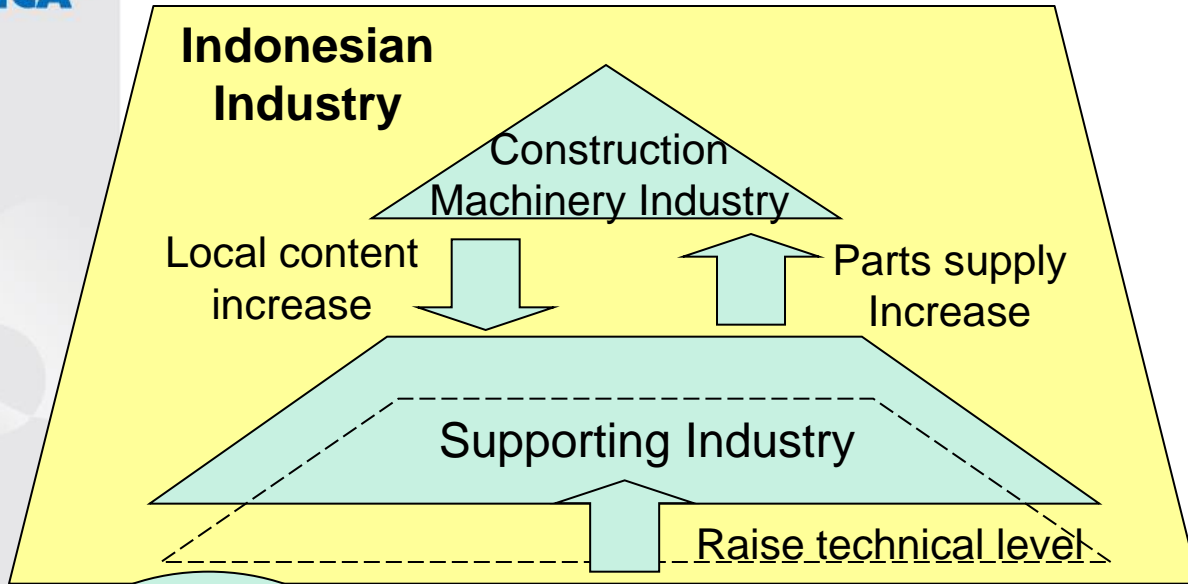 Indonesian
Industry
Construction
Machinery Industry
Local content
increase
Parts supply
Increase
Supporting Industry
Raise technical level